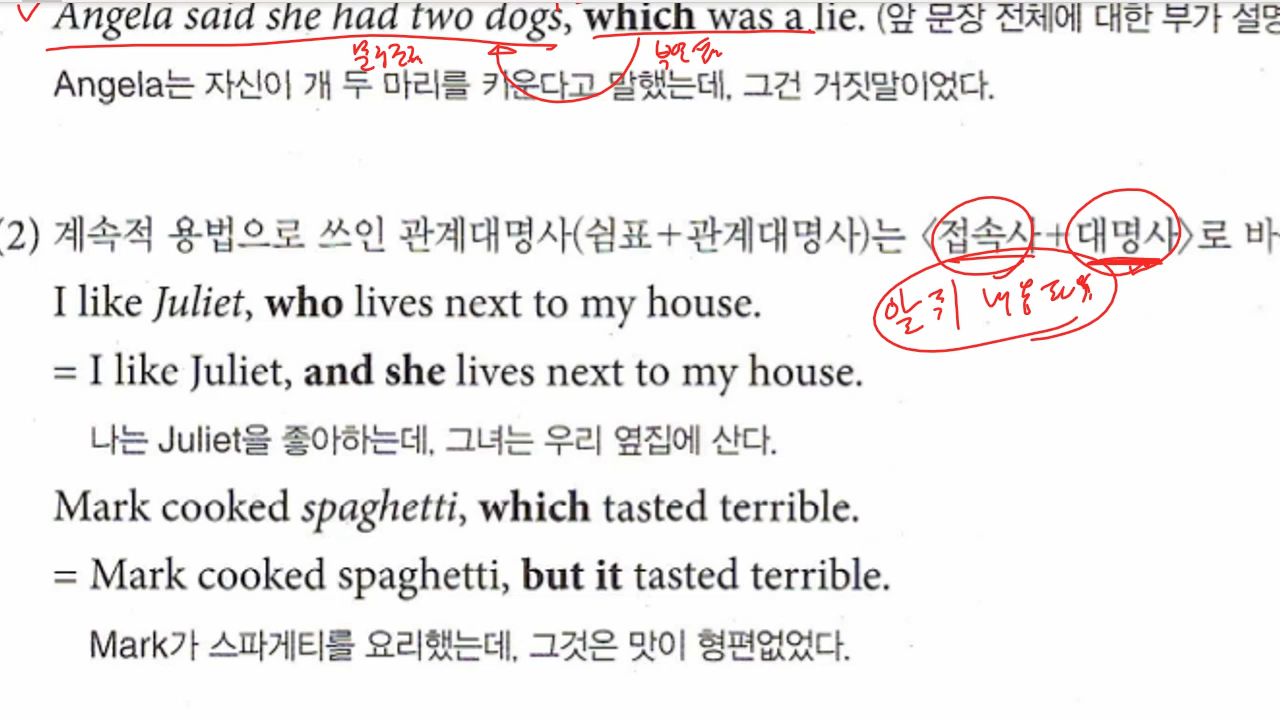 Angela said she had two dogs, which was a lie. (앞 문장 전체에 대한 부가 설명
Angela는 자신이 개 두 마리를 키운다고 말했는데, 그건 거짓말이었다.
(2) 계속적 용법으로 쓰인 관계대명사(쉼표+관계대명사)는 〈접속사+대명사〉로 바
앞 뒤 내용
I like Juliet, who lives next to my house.
= I like Juliet, and she lives next to my house.
나는 Juliet을 좋아하는데, 그녀는 우리 옆집에 산다.
Mark cooked spaghetti, which tasted terrible.
= Mark cooked spaghetti, but it tasted terrible.
Mark가 스파게티를 요리했는데, 그것은 맛이 형편없었다.